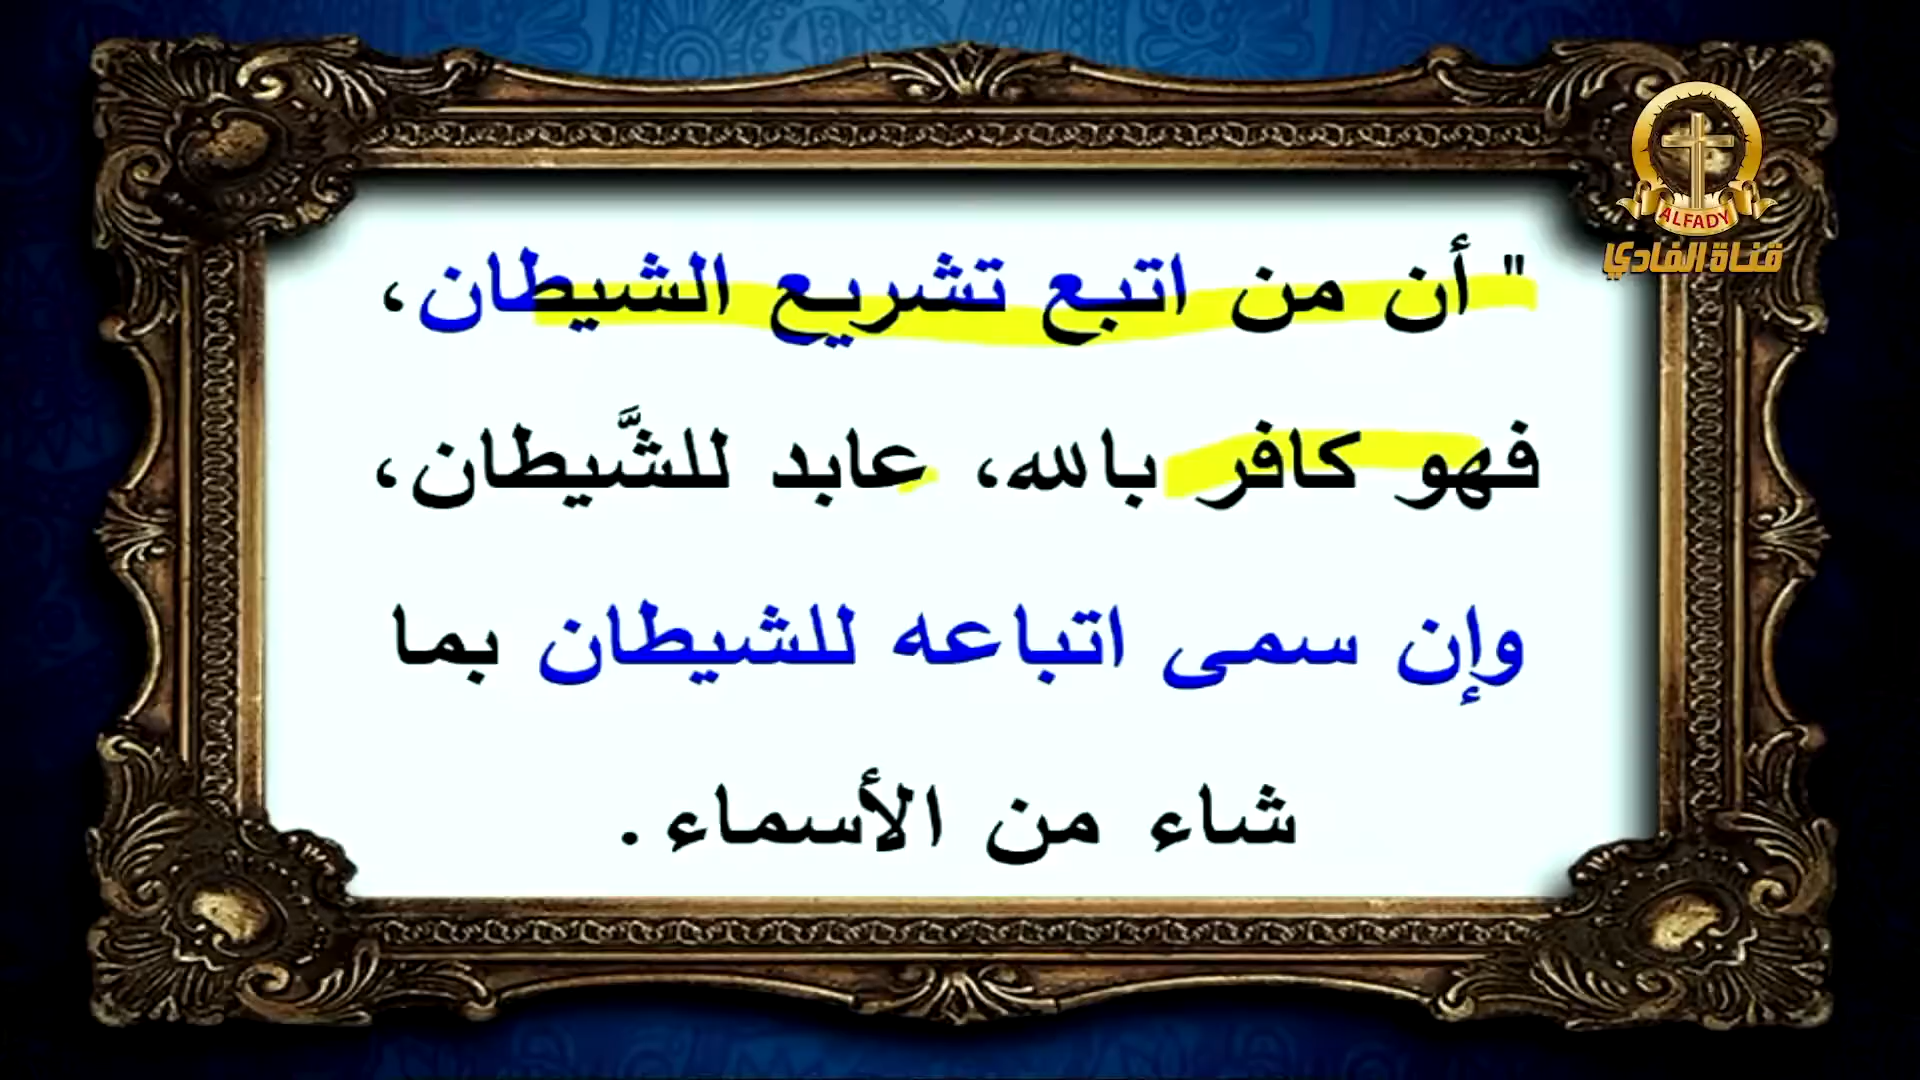 ALFADY
قناة الفادي
" أن من اتبع تشريع الشيطان،
فهو كافر بالله، عابد للشَّيطان،
وإن سمى اتباعه للشيطان بما
شاء من الأسماء .